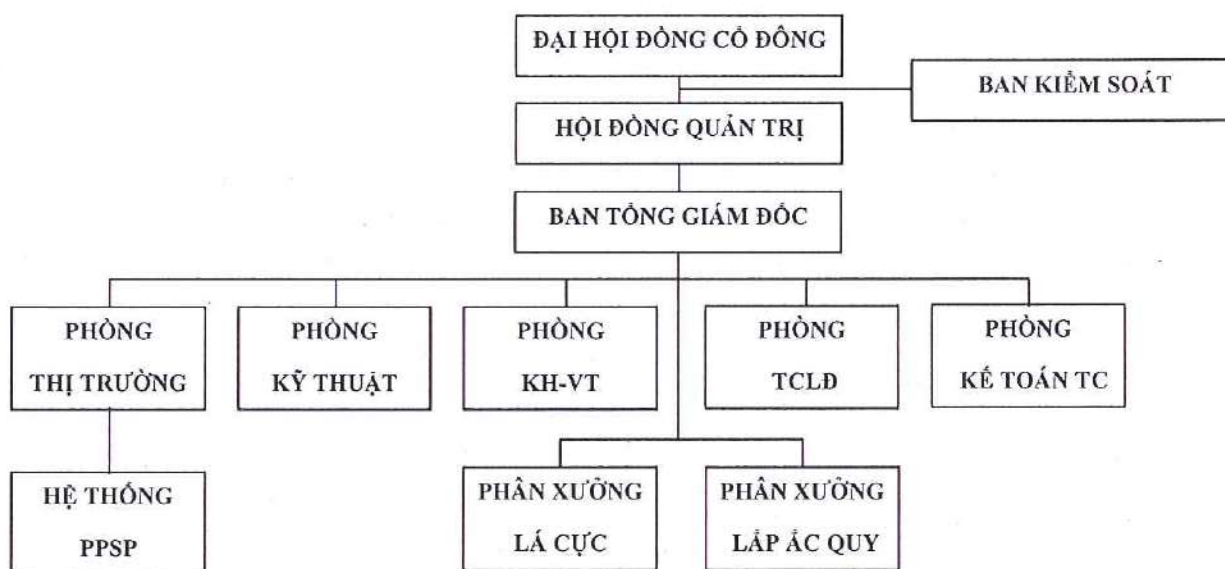 ĐẠI HỘI ĐỒNG CỔ ĐÔNG
BAN KIỂM SOÁT
HỘI ĐỒNG QUẢN TRỊ
BAN TỔNG GIÁM ĐỐC
PHÒNG
THỊ TRƯỜNG
PHÒNG
KỸ THUẬT
PHÒNG
KH-VT
PHÒNG
TCLĐ
PHÒNG
KẾ TOÁN TC
HỆ THỐNG
PPSP
PHÂN XƯỞNG
LÁ CỰC
PHÂN XƯỞNG
LẮP ẮC QUY